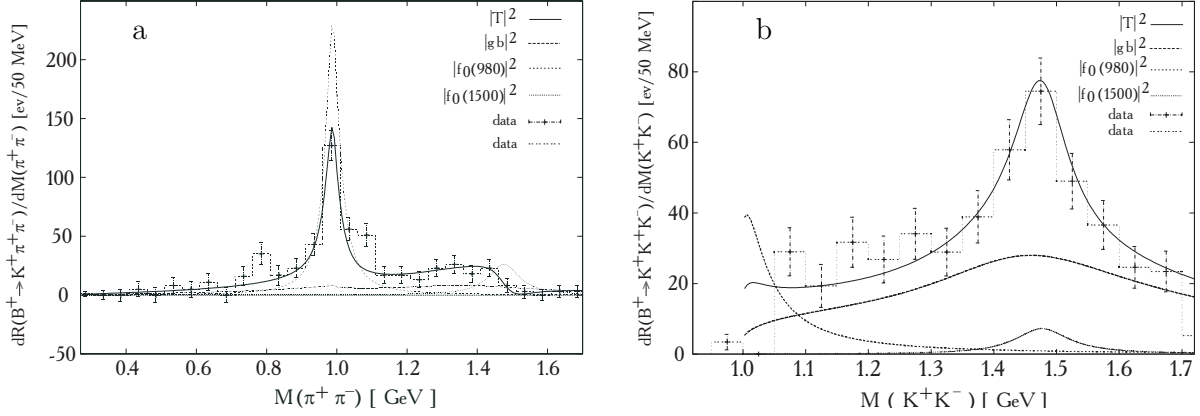 a
dR(B⁺→K⁺π⁺π⁻)/dM(π⁺π⁻) [ev/50 MeV]
200
150
100
50
0
-50
|T|²
|gb|²
|f₀(980)|²
|f₀(1500)|²
data
data
0.4 0.6 0.8 1.0 1.2 1.4 1.6
M(π⁺ π⁻) [ GeV ]
b
dR(B⁺→K⁺K⁺K⁻)/dM(K⁺K⁻) [ev/50 MeV]
80
60
40
20
0
|T|²
|gb|²
|f₀(980)|²
|f₀(1500)|²
data
data
1.0 1.1 1.2 1.3 1.4 1.5 1.6 1.7
M ( K⁺K⁻ ) [ GeV ]